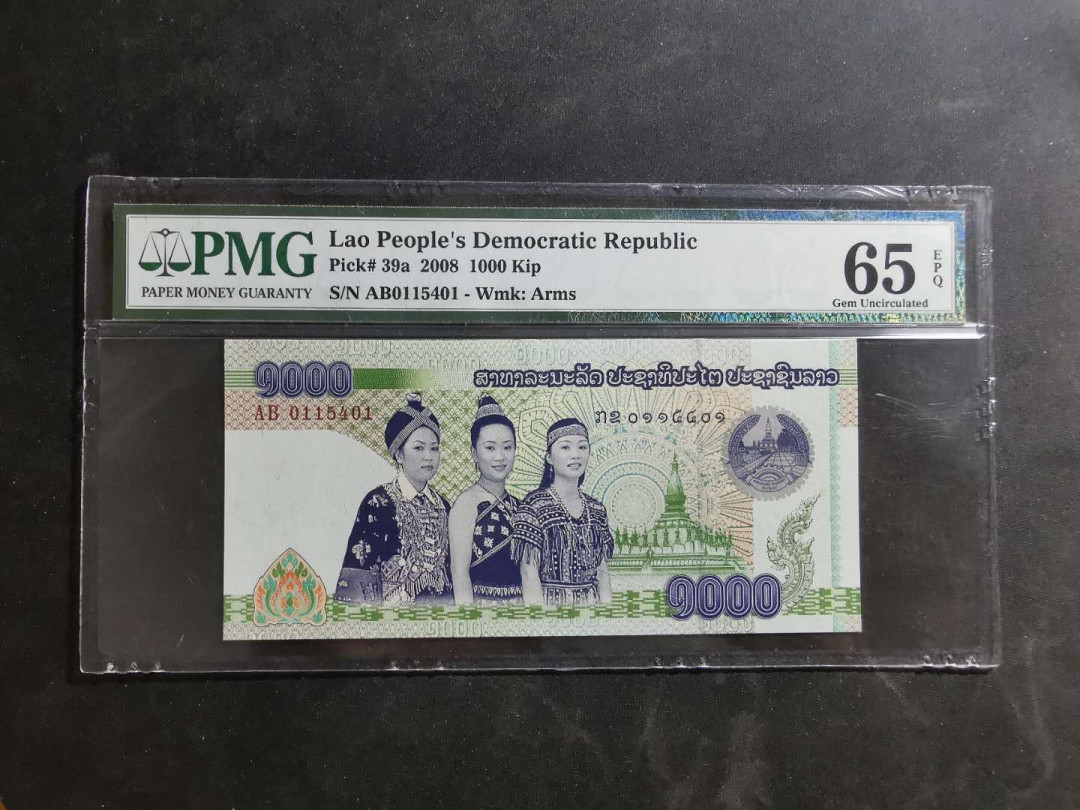 PMG
PAPER MONEY GUARANTY
Lao People's Democratic Republic
Pick# 39a 2008 1000 Kip
S/N AB0115401 - Wmk: Arms
65
EPQ
Gem Uncirculated
໑໐໐໐
ສາທາລະນະລັດ ປະຊາທິປະໄຕ ປະຊາຊົນລາວ
AB 0115401
ກຂ ໐໑໑໕໔໐໑
໑໐໐໐